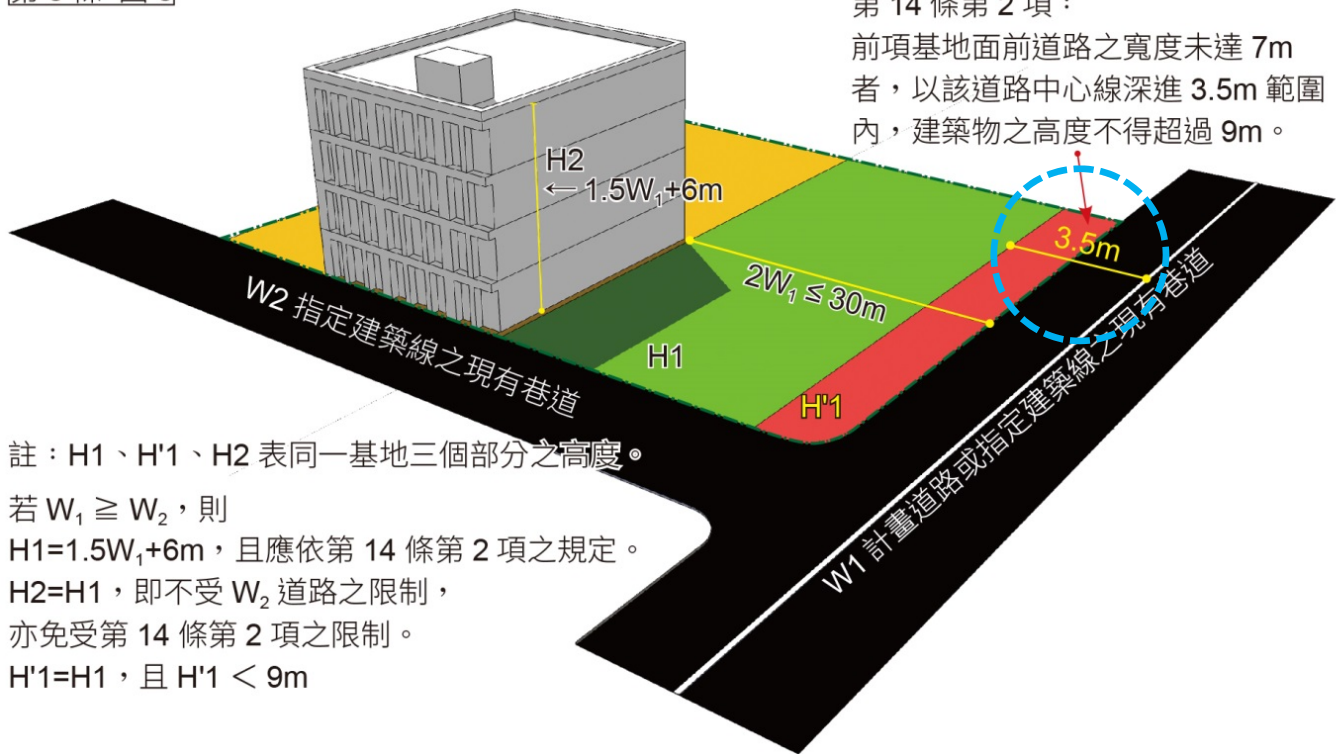 第 14 條第 2 項：
前項基地面前道路之寬度未達 7m
者，以該道路中心線深進 3.5m 範圍
內，建築物之高度不得超過 9m。
H2
← 1.5W₁+6m
3.5m
2W₁ ≤ 30m
W2 指定建築線之現有巷道
H1
H'1
W1 計畫道路或指定建築線之現有巷道
註：H1、H'1、H2 表同一基地三個部分之高度。
若 W₁ ≧ W₂，則
H1=1.5W₁+6m，且應依第 14 條第 2 項之規定。
H2=H1，即不受 W₂ 道路之限制，
亦免受第 14 條第 2 項之限制。
H'1=H1，且 H'1 ＜ 9m